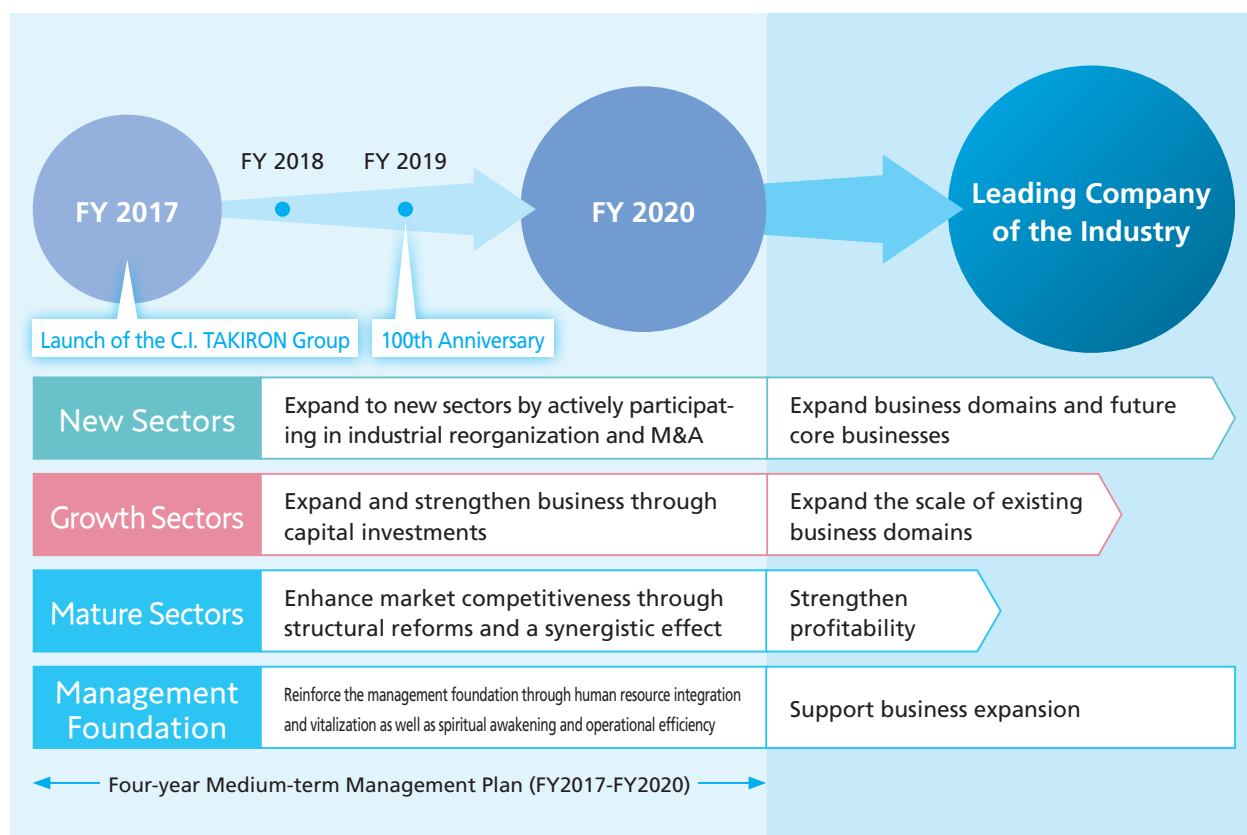 FY 2017
FY 2018
FY 2019
FY 2020
Leading Company
of the Industry
Launch of the C.I. TAKIRON Group
100th Anniversary
New Sectors
Expand to new sectors by actively participat-
ing in industrial reorganization and M&A
Expand business domains and future
core businesses
Growth Sectors
Expand and strengthen business through
capital investments
Expand the scale of existing
business domains
Mature Sectors
Enhance market competitiveness through
structural reforms and a synergistic effect
Strengthen
profitability
Management
Foundation
Reinforce the management foundation through human resource integration
and vitalization as well as spiritual awakening and operational efficiency
Support business expansion
Four-year Medium-term Management Plan (FY2017-FY2020)